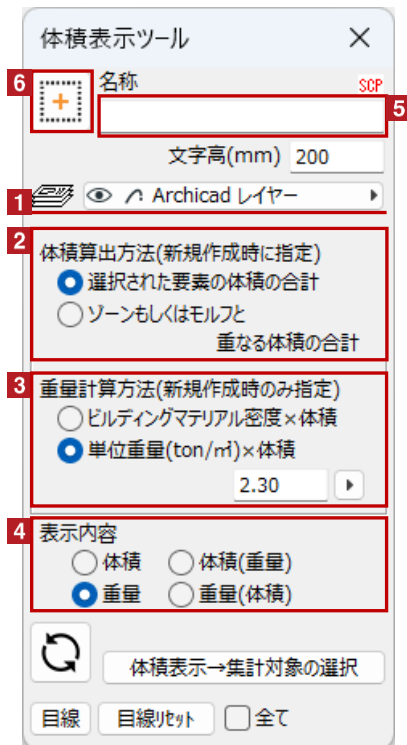 体積表示ツール
6
名称
SCP
5
文字高(mm) 200
1
Archicad レイヤー
2
体積算出方法(新規作成時に指定)
選択された要素の体積の合計
ゾーンもしくはモルフと
重なる体積の合計
3
重量計算方法(新規作成時のみ指定)
ビルディングマテリアル密度×体積
単位重量(ton/㎥)×体積
2.30
4
表示内容
体積 体積(重量)
重量 重量(体積)
体積表示→集計対象の選択
目線 目線リセット 全て